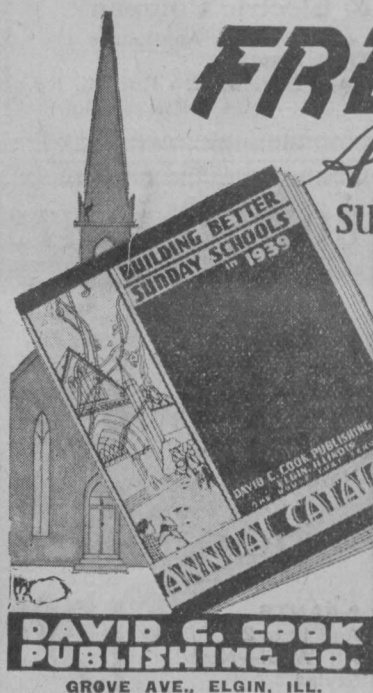 FRE
SU
BUILDING BETTER
SUNDAY SCHOOLS
in 1939
DAVID C. COOK PUBLISHING
ELGIN, ILLINOIS
ANNUAL CATAL
DAVID C. COOK
PUBLISHING CO.
GROVE AVE., ELGIN, ILL.